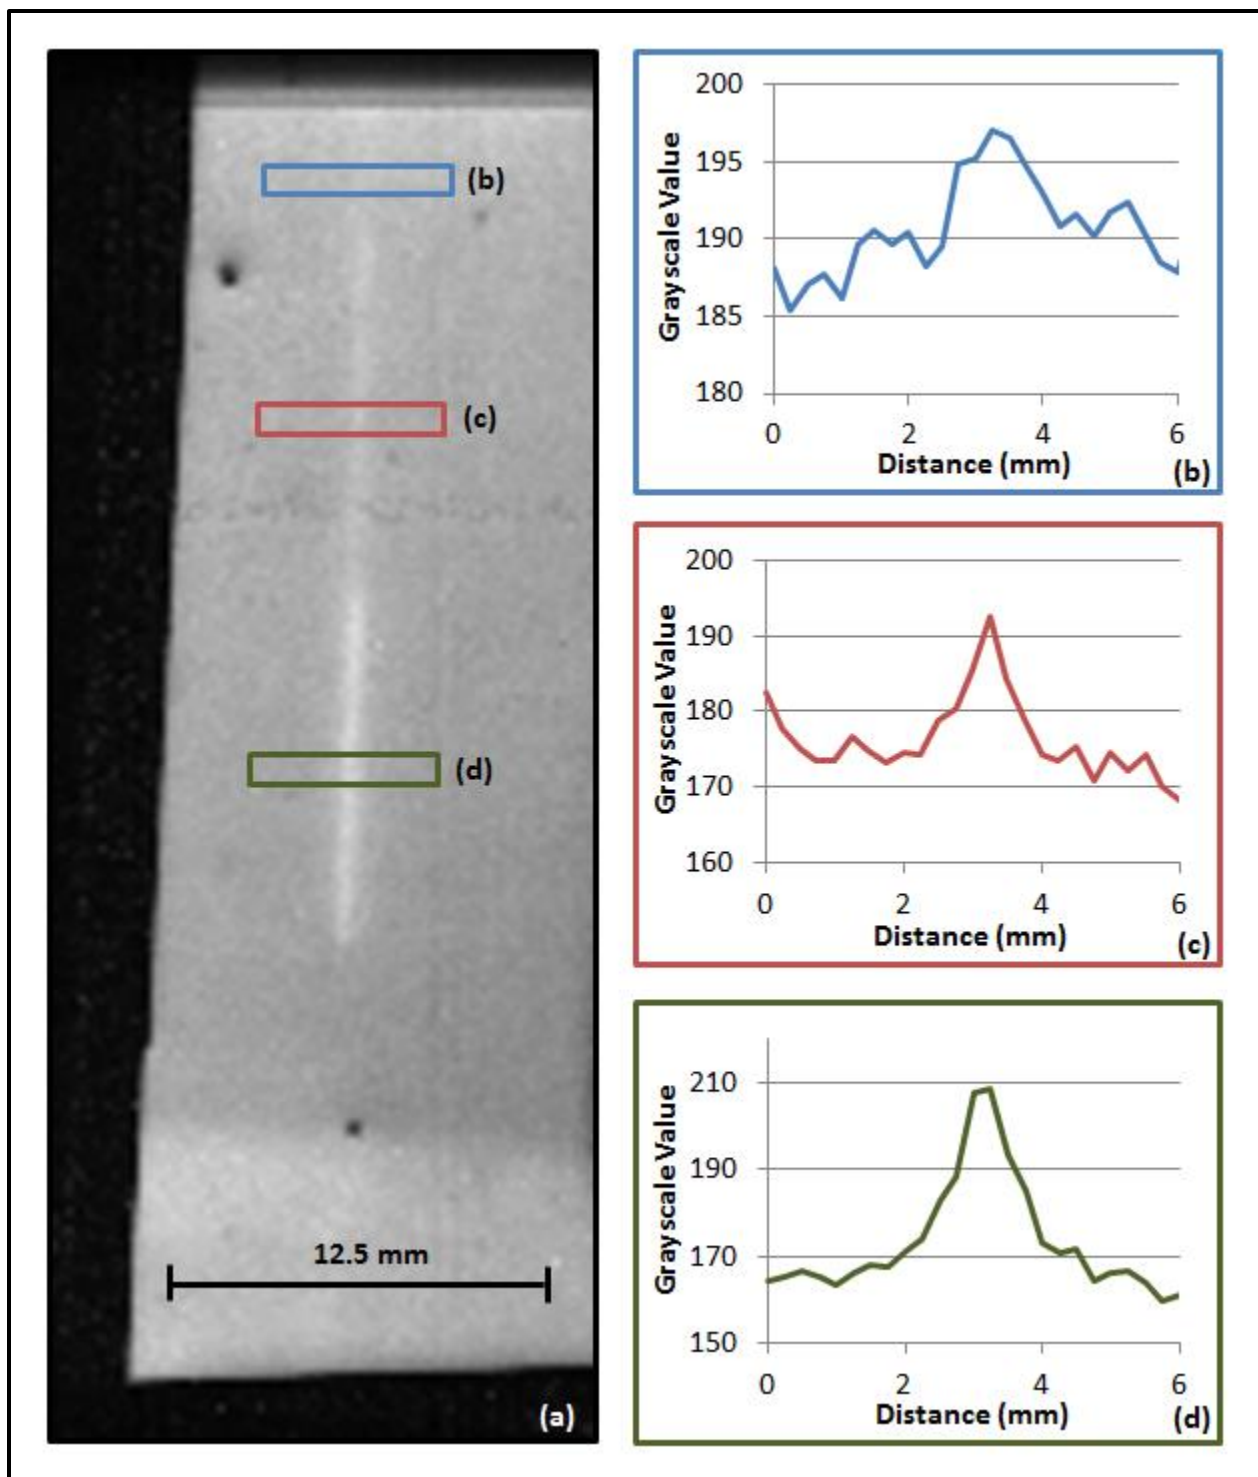 (b)
(c)
(d)
12.5 mm
(a)
Grayscale Value
200
195
190
185
180
0 2 4 6
Distance (mm)
(b)
Grayscale Value
200
190
180
170
160
0 2 4 6
Distance (mm)
(c)
Grayscale Value
210
190
170
150
0 2 4 6
Distance (mm)
(d)